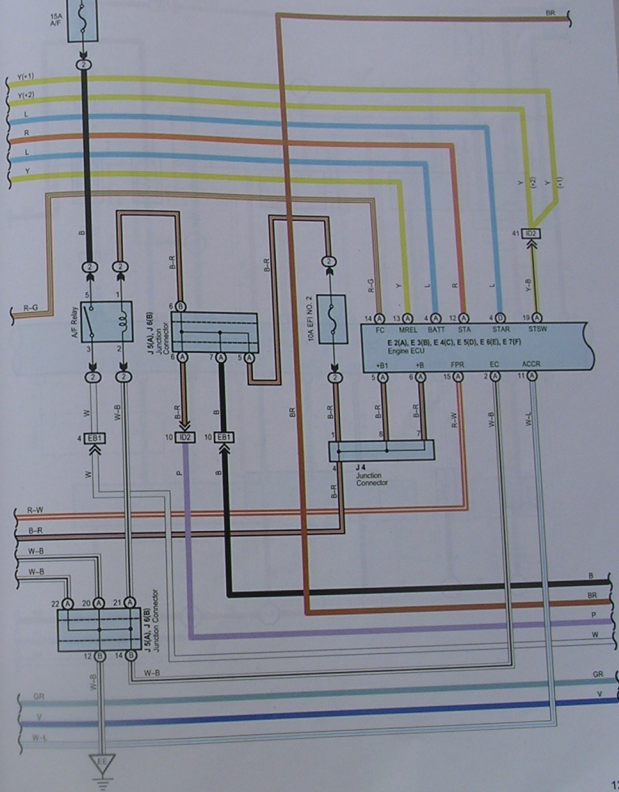 15A
A/F
BR
2
Y(*1)
Y(*2)
L
R
L
Y
Y
(*2)
Y
(*1)
41 ID2
B
B-R
B-R
R-G
Y
L
R
L
Y-B
2
2
2
R-G
5
1
3
2
A/F Relay
J 5(A), J 6(B)
Junction
Connector
6 B
6 A
7 A
5 A
10A EFI NO. 2
14 A
13 A
4 A
12 A
4 D
19 A
FC
MREL
BATT
STA
STAR
STSW
E 2(A), E 3(B), E 4(C), E 5(D), E 6(E), E 7(F)
Engine ECU
+B1
+B
FPR
EC
ACCR
5 A
6 A
15 A
2 A
11 A
2
2
2
W
W-B
B-R
B
BR
B-R
B-R
B-R
R-W
W-B
W-L
4 EB1
10 ID2
10 EB1
1
8
7
4
J 4
Junction
Connector
W
P
B
B-R
R-W
B-R
W-B
W-B
22 A
20 A
21 A
J 5(A), J 6(B)
Junction Connector
12 B
14 B
B
BR
P
W
W-B
W-B
GR
GR
V
V
W-L
EE